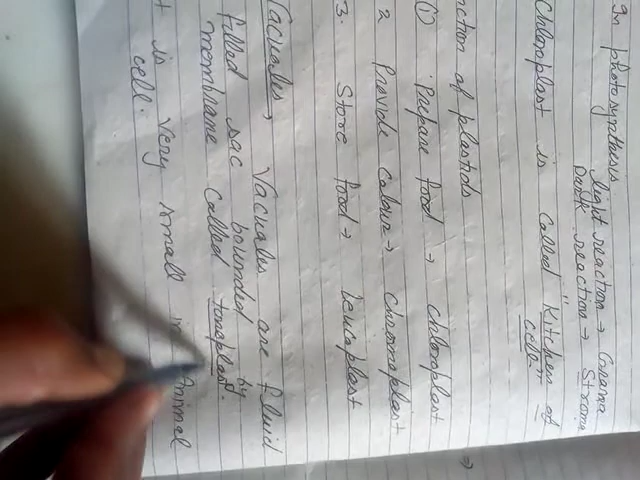 In photosynthesis light reaction → Grana
Dark reaction → Stroma
Chloroplast is called "Kitchen of
cell"
nction of plastids ⇒
(1) Prepare food → Chloroplast
2 Provide colour → chromoplast
3. Store food → Leucoplast
Vacuoles → Vacuoles are fluid
filled sac bounded by
membrane called tonoplast.
t is very small in Animal
cell.